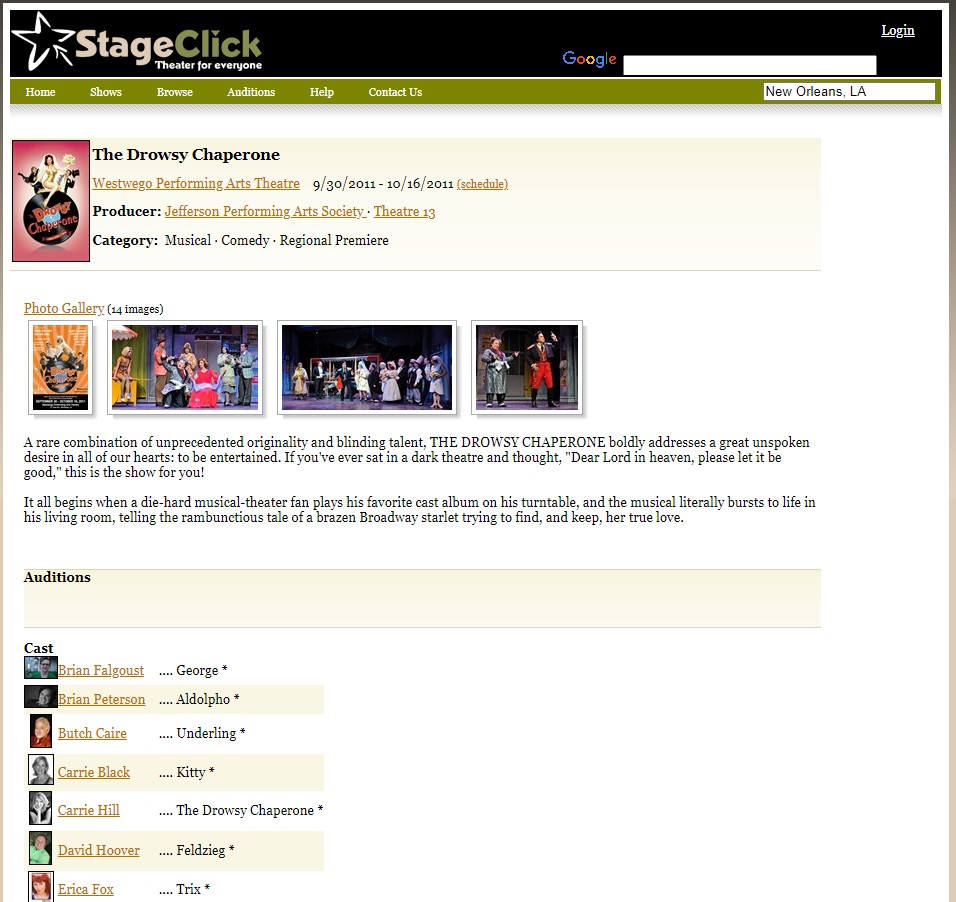 StageClick
Theater for everyone
Login
Google
Home Shows Browse Auditions Help Contact Us
New Orleans, LA
The Drowsy Chaperone
Westwego Performing Arts Theatre 9/30/2011 - 10/16/2011 (schedule)
Producer: Jefferson Performing Arts Society · Theatre 13
Category: Musical · Comedy · Regional Premiere
Drowsy
Chaperone
Photo Gallery (14 images)
A rare combination of unprecedented originality and blinding talent, THE DROWSY CHAPERONE boldly addresses a great unspoken
desire in all of our hearts: to be entertained. If you've ever sat in a dark theatre and thought, "Dear Lord in heaven, please let it be
good," this is the show for you!
It all begins when a die-hard musical-theater fan plays his favorite cast album on his turntable, and the musical literally bursts to life in
his living room, telling the rambunctious tale of a brazen Broadway starlet trying to find, and keep, her true love.
Auditions
Cast
Brian Falgoust .... George *
Brian Peterson .... Aldolpho *
Butch Caire .... Underling *
Carrie Black .... Kitty *
Carrie Hill .... The Drowsy Chaperone *
David Hoover .... Feldzieg *
Erica Fox .... Trix *